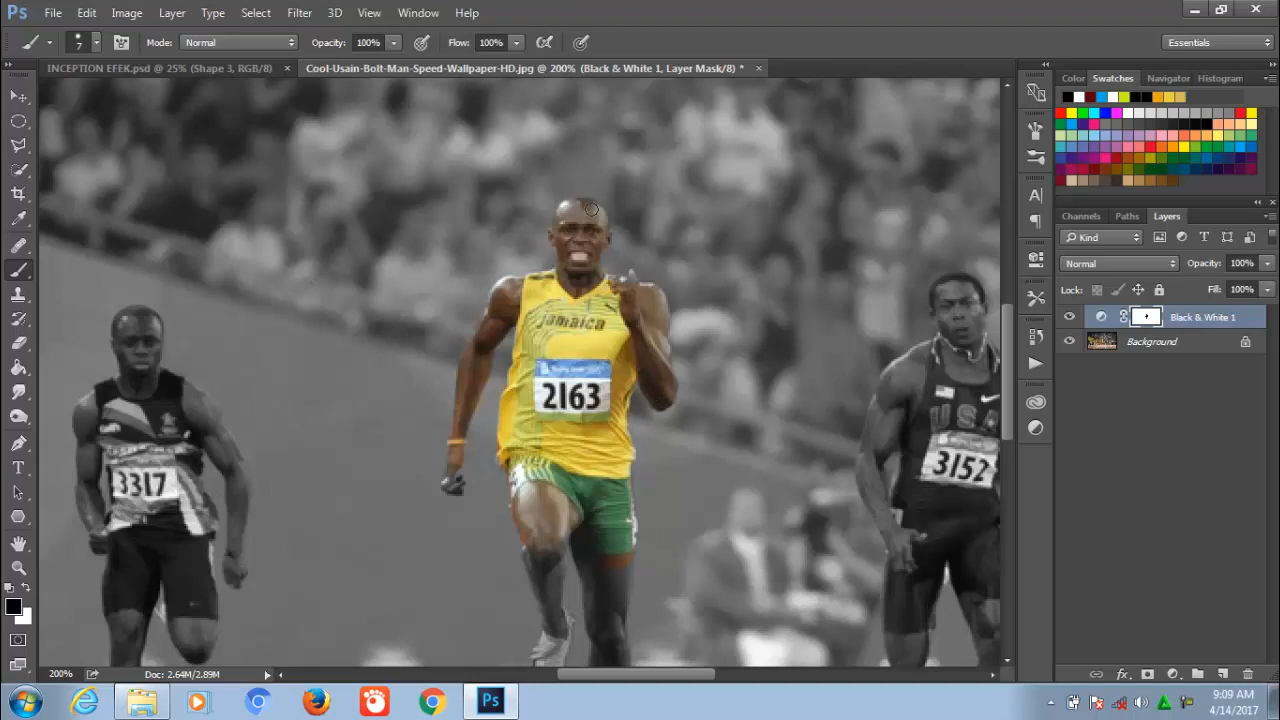 Ps File Edit Image Layer Type Select Filter 3D View Window Help
7 Mode: Normal Opacity: 100% Flow: 100% Essentials
INCEPTION EFEK.psd @ 25% (Shape 3, RGB/8) × Cool-Usain-Bolt-Man-Speed-Wallpaper-HD.jpg @ 200% (Black & White 1, Layer Mask/8) * ×
Color Swatches Navigator Histogram
Channels Paths Layers
Kind
Normal Opacity: 100%
Lock: Fill: 100%
Black & White 1
Background
jamaica
2163
3317
USA
3152
200% Doc: 2.64M/2.89M
Ps
9:09 AM
4/14/2017